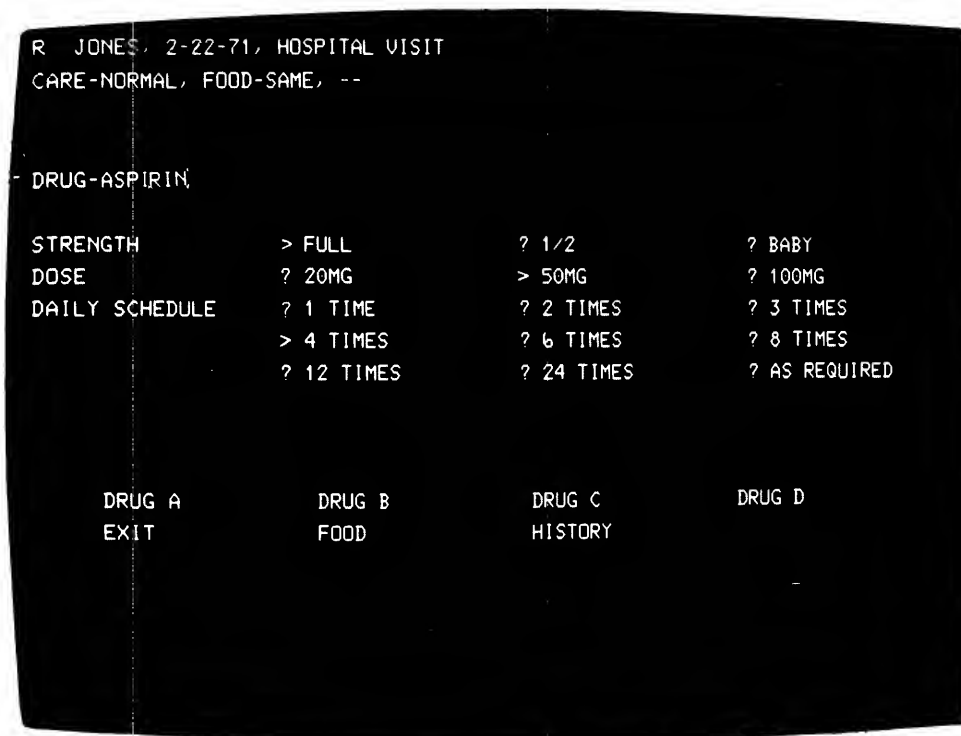 R JONES, 2-22-71, HOSPITAL VISIT
CARE-NORMAL, FOOD-SAME, --
DRUG-ASPIRIN,
STRENGTH > FULL ? 1/2 ? BABY
DOSE ? 20MG > 50MG ? 100MG
DAILY SCHEDULE ? 1 TIME ? 2 TIMES ? 3 TIMES
> 4 TIMES ? 6 TIMES ? 8 TIMES
? 12 TIMES ? 24 TIMES ? AS REQUIRED
DRUG A DRUG B DRUG C DRUG D
EXIT FOOD HISTORY